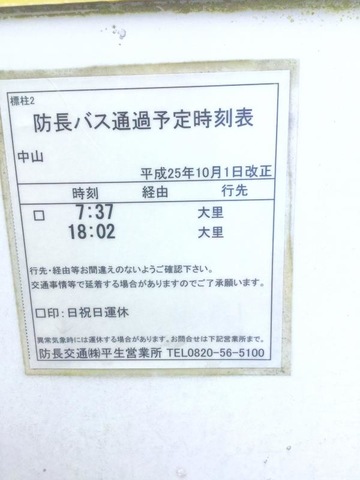 標柱2
防長バス通過予定時刻表
中山
平成25年10月1日改正
時刻 経由 行先
□ 7:37 大里
18:02 大里
行先・経由等お間違えのないようご確認下さい。
交通事情等で延着する場合がありますのでご了承願います。
□印:日祝日運休
異常気象時には運休する場合があります。お問合せは下記営業所まで。
防長交通㈱平生営業所 TEL0820-56-5100